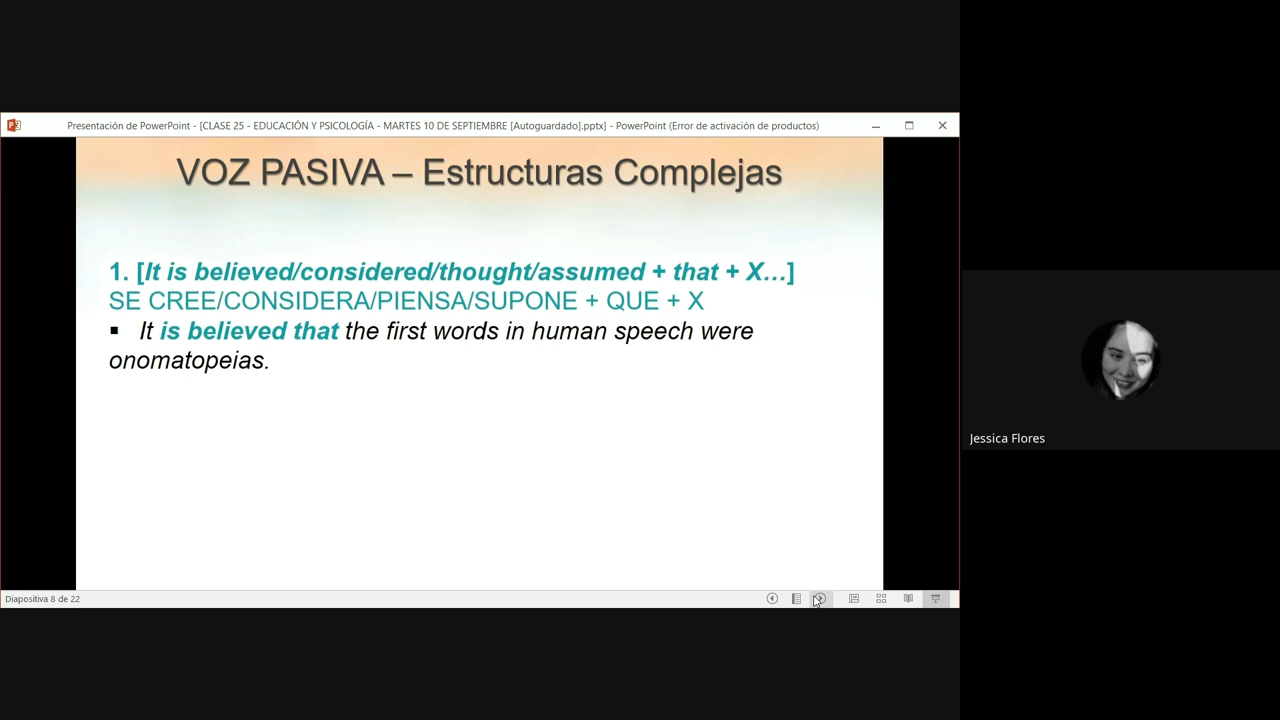 Presentación de PowerPoint - [CLASE 25 - EDUCACIÓN Y PSICOLOGÍA - MARTES 10 DE SEPTIEMBRE [Autoguardado].pptx] - PowerPoint (Error de activación de productos)
VOZ PASIVA – Estructuras Complejas
1. [It is believed/considered/thought/assumed + that + X…]
SE CREE/CONSIDERA/PIENSA/SUPONE + QUE + X
▪ It is believed that the first words in human speech were
onomatopeias.
Jessica Flores
Diapositiva 8 de 22